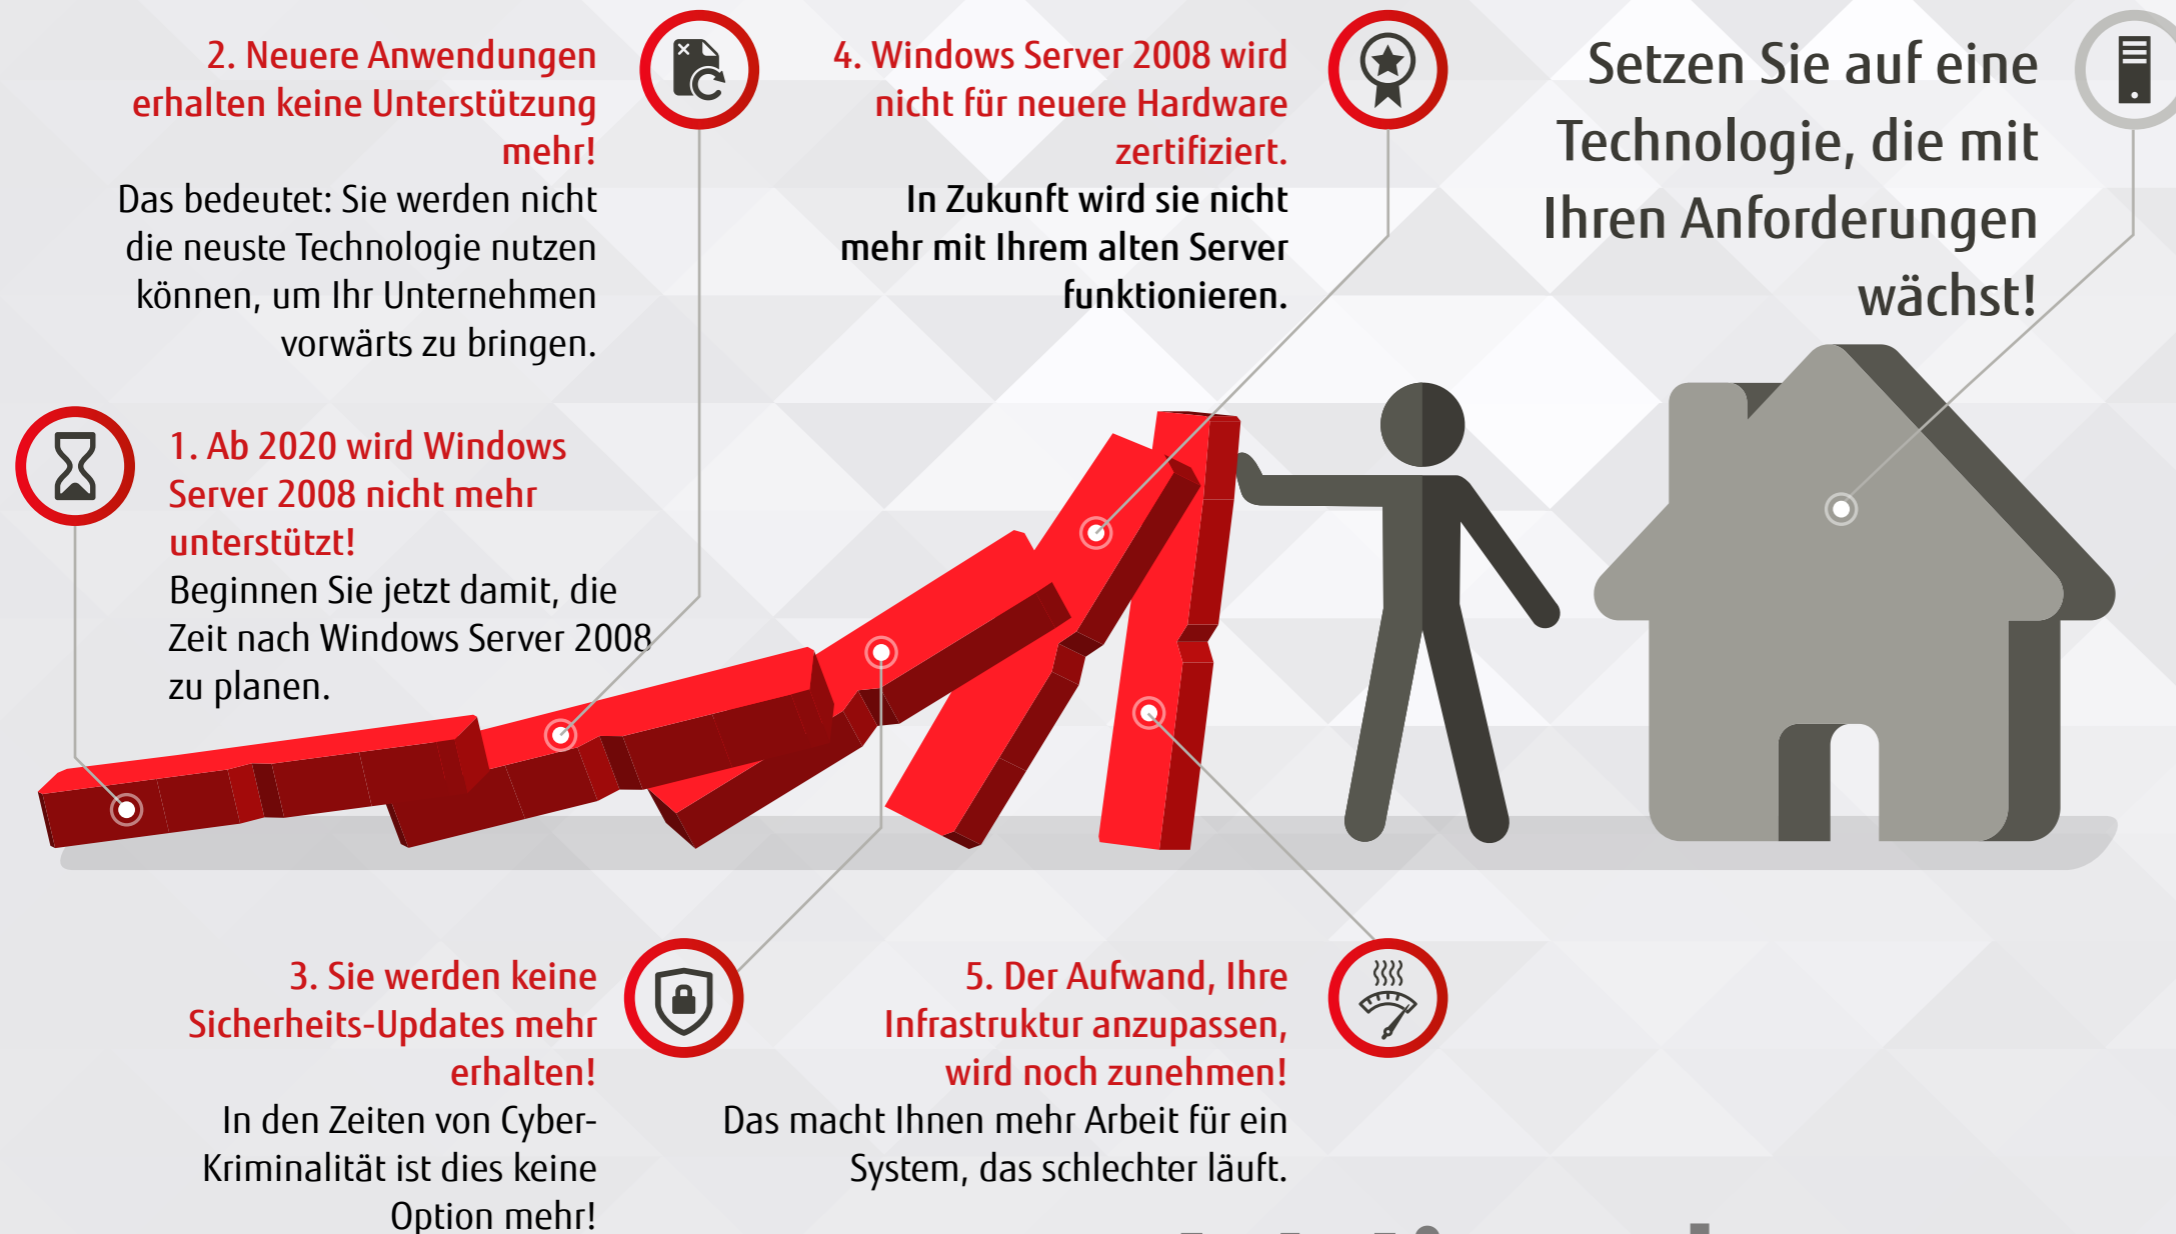 2. Neuere Anwendungen
erhalten keine Unterstützung
mehr!
Das bedeutet: Sie werden nicht
die neuste Technologie nutzen
können, um Ihr Unternehmen
vorwärts zu bringen.
4. Windows Server 2008 wird
nicht für neuere Hardware
zertifiziert.
In Zukunft wird sie nicht
mehr mit Ihrem alten Server
funktionieren.
Setzen Sie auf eine
Technologie, die mit
Ihren Anforderungen
wächst!
1. Ab 2020 wird Windows
Server 2008 nicht mehr
unterstützt!
Beginnen Sie jetzt damit, die
Zeit nach Windows Server 2008
zu planen.
3. Sie werden keine
Sicherheits-Updates mehr
erhalten!
In den Zeiten von Cyber-
Kriminalität ist dies keine
Option mehr!
5. Der Aufwand, Ihre
Infrastruktur anzupassen,
wird noch zunehmen!
Das macht Ihnen mehr Arbeit für ein
System, das schlechter läuft.